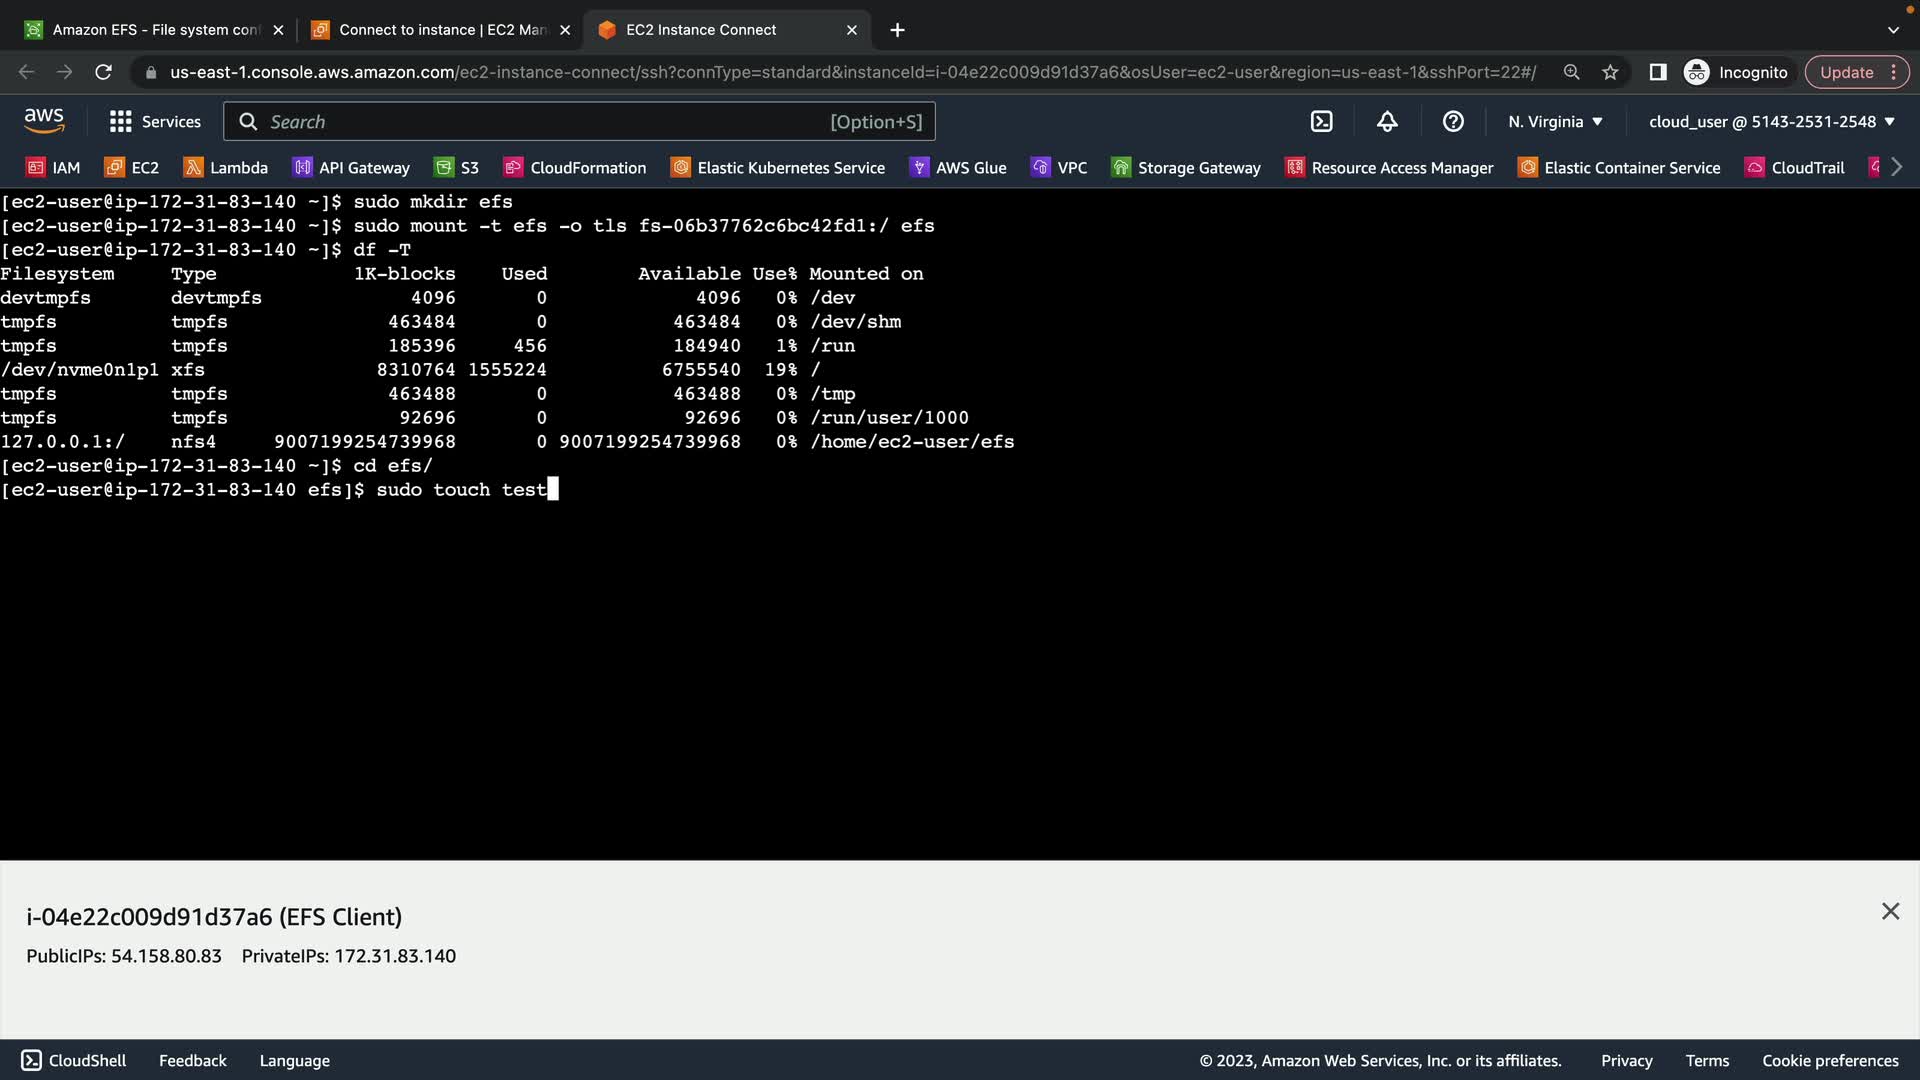 Amazon EFS - File system con
Connect to instance | EC2 Man
EC2 Instance Connect
us-east-1.console.aws.amazon.com/ec2-instance-connect/ssh?connType=standard&instanceId=i-04e22c009d91d37a6&osUser=ec2-user&region=us-east-1&sshPort=22#/
Incognito
Update
aws
Services
Search
[Option+S]
N. Virginia
cloud_user @ 5143-2531-2548
IAM
EC2
Lambda
API Gateway
S3
CloudFormation
Elastic Kubernetes Service
AWS Glue
VPC
Storage Gateway
Resource Access Manager
Elastic Container Service
CloudTrail
[ec2-user@ip-172-31-83-140 ~]$ sudo mkdir efs
[ec2-user@ip-172-31-83-140 ~]$ sudo mount -t efs -o tls fs-06b37762c6bc42fd1:/ efs
[ec2-user@ip-172-31-83-140 ~]$ df -T
Filesystem     Type            1K-blocks    Used        Available Use% Mounted on
devtmpfs       devtmpfs             4096       0             4096   0% /dev
tmpfs          tmpfs              463484       0           463484   0% /dev/shm
tmpfs          tmpfs              185396     456           184940   1% /run
/dev/nvme0n1p1 xfs               8310764 1555224          6755540  19% /
tmpfs          tmpfs              463488       0           463488   0% /tmp
tmpfs          tmpfs               92696       0            92696   0% /run/user/1000
127.0.0.1:/    nfs4     9007199254739968       0 9007199254739968   0% /home/ec2-user/efs
[ec2-user@ip-172-31-83-140 ~]$ cd efs/
[ec2-user@ip-172-31-83-140 efs]$ sudo touch test
i-04e22c009d91d37a6 (EFS Client)
PublicIPs: 54.158.80.83    PrivateIPs: 172.31.83.140
CloudShell
Feedback
Language
© 2023, Amazon Web Services, Inc. or its affiliates.
Privacy
Terms
Cookie preferences